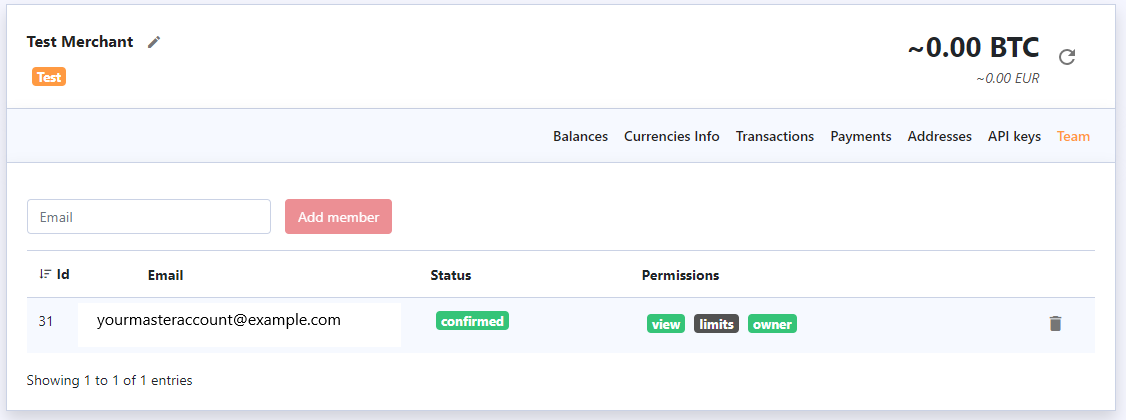 Test Merchant
~0.00 BTC
Test
~0.00 EUR
Balances Currencies Info Transactions Payments Addresses API keys Team
Email Add member
Id Email Status Permissions
31 yourmasteraccount@example.com confirmed view limits owner
Showing 1 to 1 of 1 entries